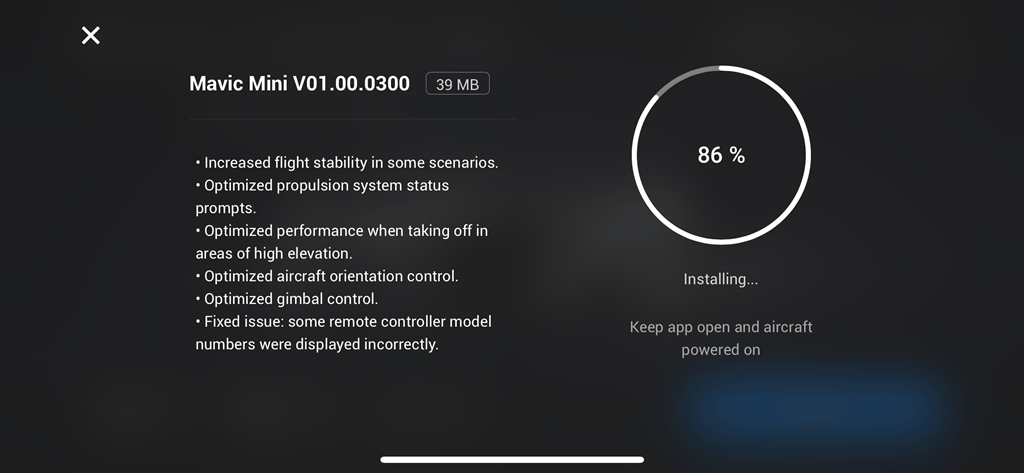 Mavic Mini V01.00.0300 39 MB
• Increased flight stability in some scenarios.
• Optimized propulsion system status
prompts.
• Optimized performance when taking off in
areas of high elevation.
• Optimized aircraft orientation control.
• Optimized gimbal control.
• Fixed issue: some remote controller model
numbers were displayed incorrectly.
86 %
Installing...
Keep app open and aircraft
powered on